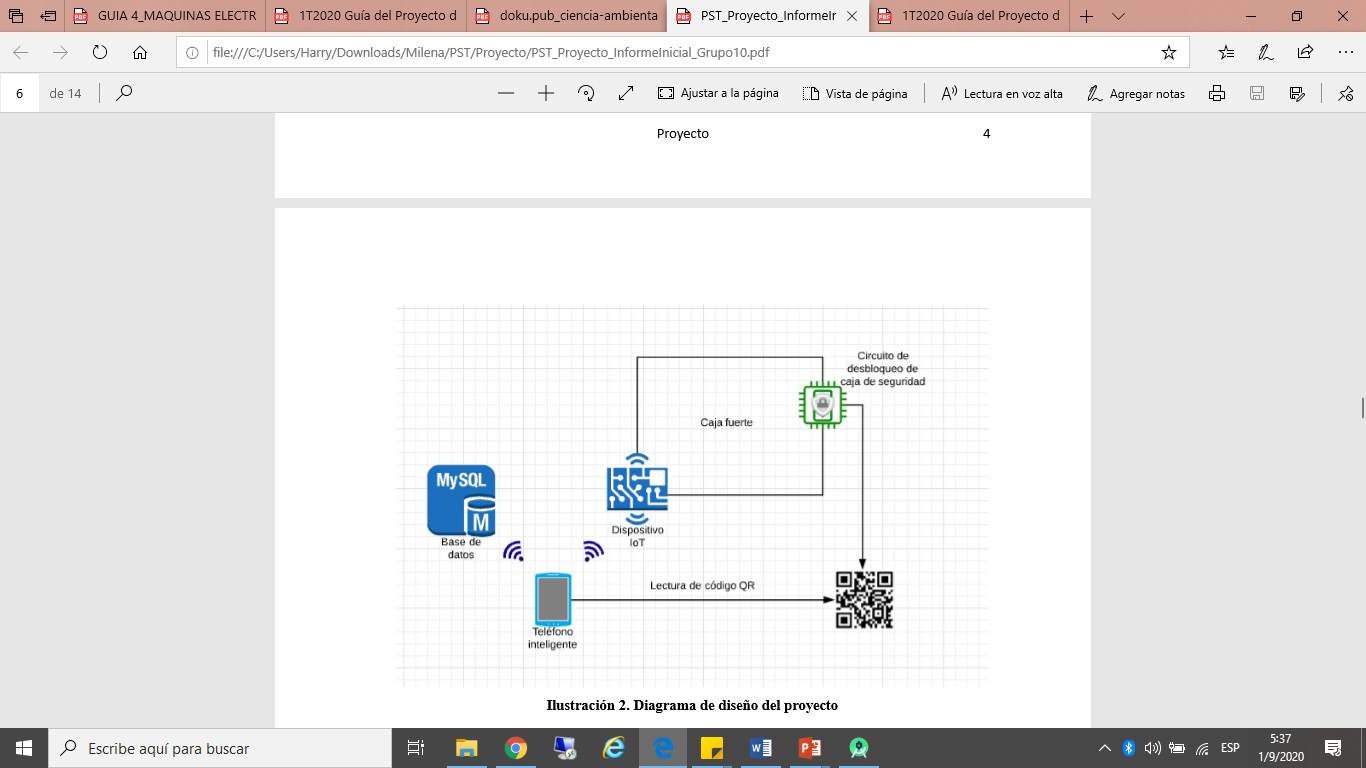 GUIA 4_MAQUINAS ELECTR
1T2020 Guía del Proyecto d
doku.pub_ciencia-ambienta
PST_Proyecto_InformeIr
1T2020 Guía del Proyecto d
file:///C:/Users/Harry/Downloads/Milena/PST/Proyecto/PST_Proyecto_InformeInicial_Grupo10.pdf
6 de 14
Ajustar a la página
Vista de página
Lectura en voz alta
Agregar notas
Proyecto 4
Circuito de
desbloqueo de
caja de seguridad
Caja fuerte
MySQL
M
Base de
datos
Dispositivo
IoT
Lectura de código QR
Teléfono
inteligente
Ilustración 2. Diagrama de diseño del proyecto
Escribe aquí para buscar
ESP
5:37
1/9/2020